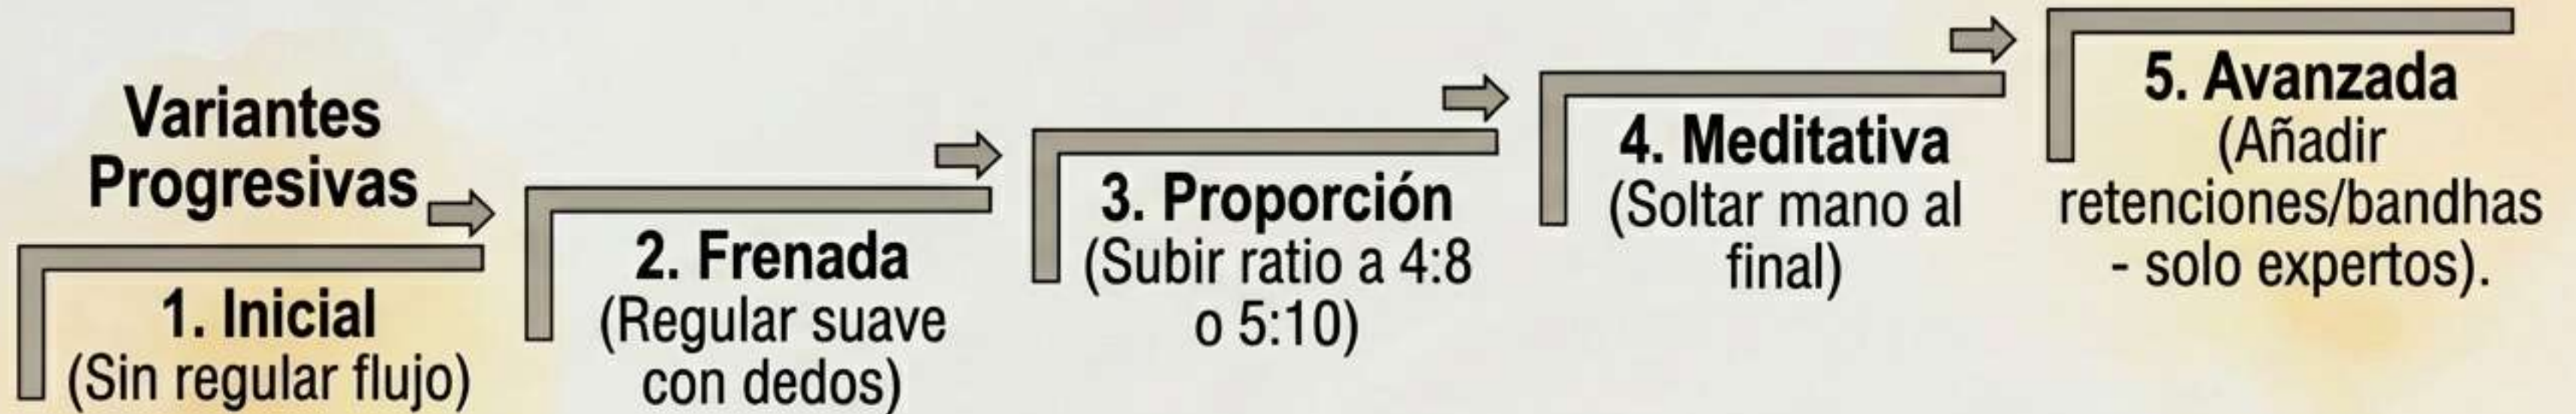 Variantes
Progresivas
1. Inicial
(Sin regular flujo)
2. Frenada
(Regular suave
con dedos)
3. Proporción
(Subir ratio a 4:8
o 5:10)
4. Meditativa
(Soltar mano al
final)
5. Avanzada
(Añadir
retenciones/bandhas
- solo expertos).